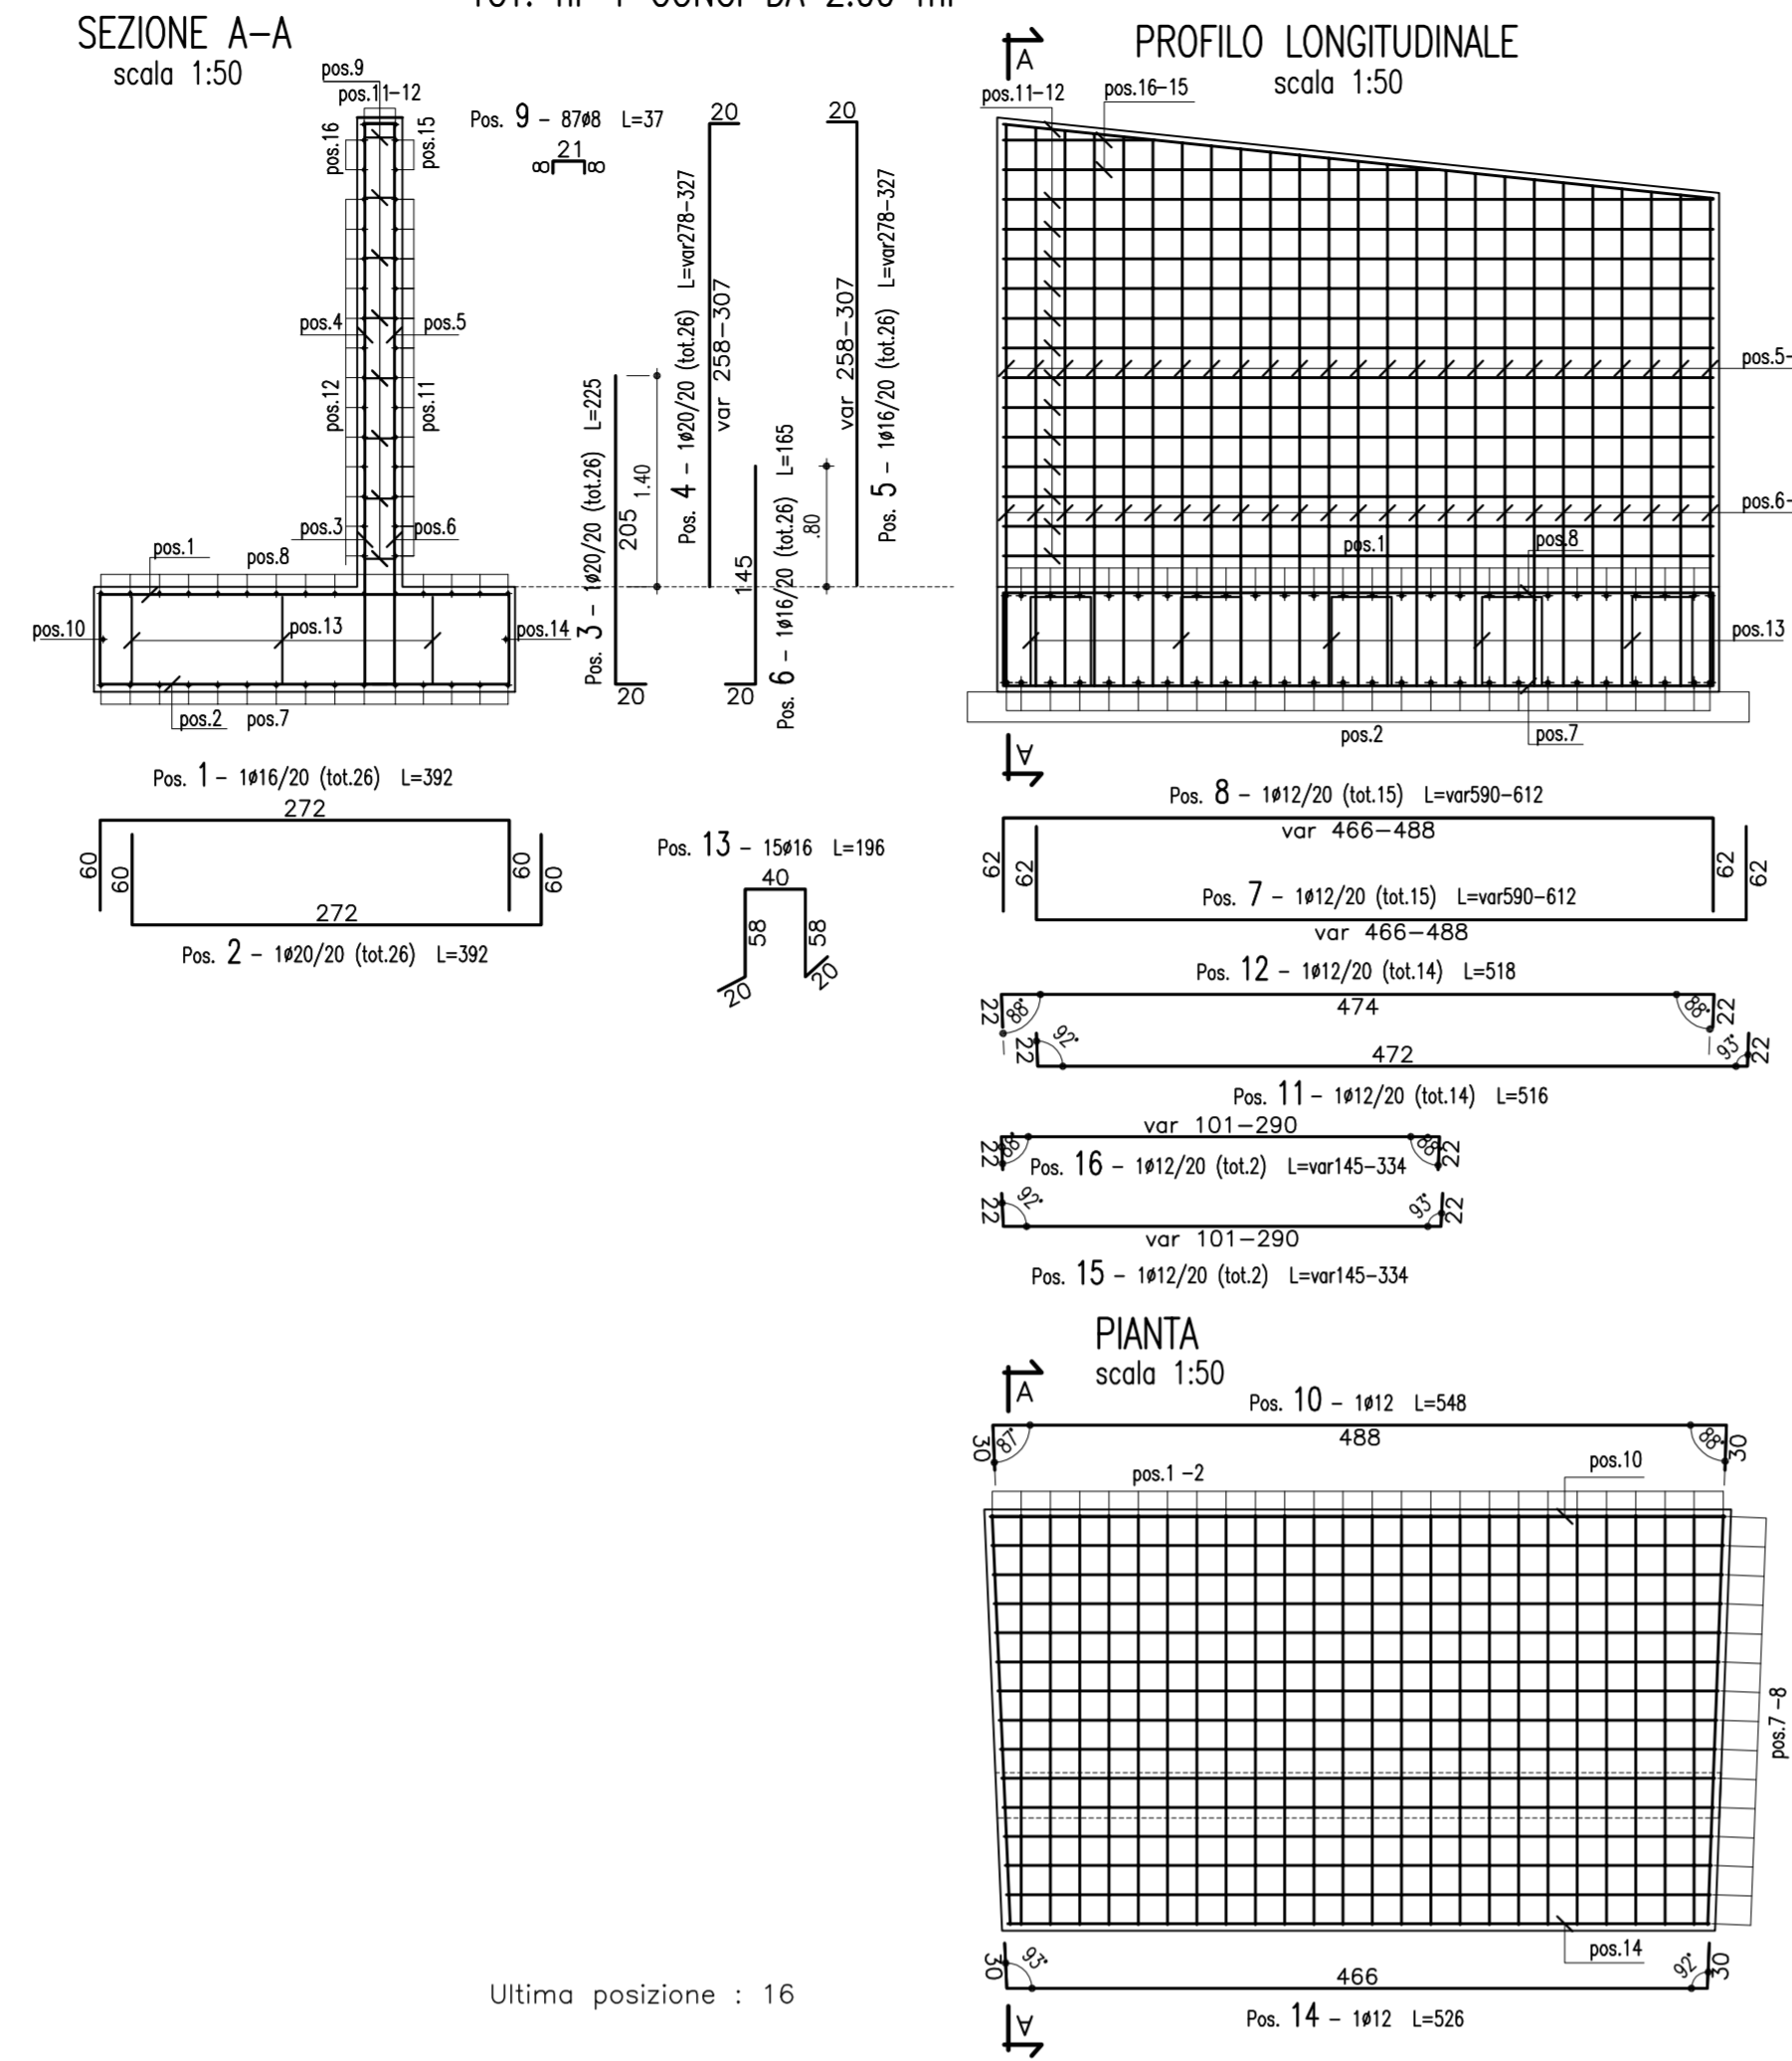 SEZIONE A-A
scala 1:50
pos.9
pos.11-12
pos.16
pos.15
pos.4
pos.5
pos.12
pos.11
pos.3
pos.6
pos.1
pos.8
pos.10
pos.13
pos.14
pos.2
pos.7
Pos. 9 - 87ø8 L=37
21
8
8
Pos. 3 - 1ø20/20 (tot.26) L=225
205
1.40
20
Pos. 4 - 1ø20/20 (tot.26) L=var278-327
var 258-307
20
Pos. 6 - 1ø16/20 (tot.26) L=165
145
.80
20
Pos. 5 - 1ø16/20 (tot.26) L=var278-327
var 258-307
20
Pos. 1 - 1ø16/20 (tot.26) L=392
272
60
60
60
60
272
Pos. 2 - 1ø20/20 (tot.26) L=392
Pos. 13 - 15ø16 L=196
40
58
58
20
20
PROFILO LONGITUDINALE
scala 1:50
A
pos.11-12
pos.16-15
pos.5-
pos.6-
pos.1
pos.8
pos.13
pos.2
pos.7
A
Pos. 8 - 1ø12/20 (tot.15) L=var590-612
var 466-488
62
62
62
62
Pos. 7 - 1ø12/20 (tot.15) L=var590-612
var 466-488
Pos. 12 - 1ø12/20 (tot.14) L=518
22
88°
474
88°
22
22
92°
472
93°
22
Pos. 11 - 1ø12/20 (tot.14) L=516
var 101-290
22
88°
88°
22
Pos. 16 - 1ø12/20 (tot.2) L=var145-334
22
92°
93°
22
var 101-290
Pos. 15 - 1ø12/20 (tot.2) L=var145-334
PIANTA
scala 1:50
A
Pos. 10 - 1ø12 L=548
30
87°
488
88°
30
pos.1 -2
pos.10
pos.7 -8
pos.14
30
93°
466
92°
30
Pos. 14 - 1ø12 L=526
A
Ultima posizione : 16